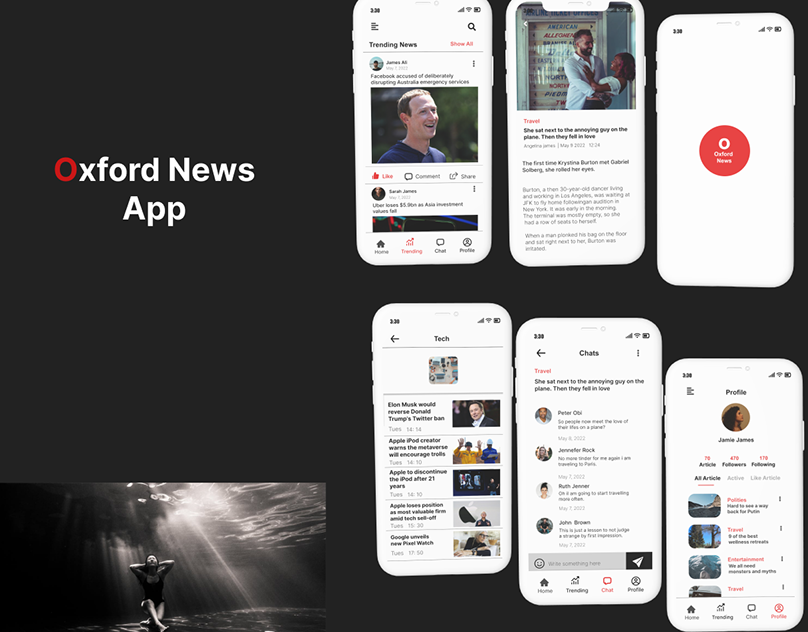 Oxford News
App
3:30
Trending News
Show All
James Ali
May 7, 2022
Facebook accused of deliberately
disrupting Australia emergency services
Like
Comment
Share
Sarah James
May 7, 2022
Uber loses $5.9bn as Asia investment
values fall
Home
Trending
Chat
Profile
AMERICAN
Travel
She sat next to the annoying guy on the
plane. Then they fell in love
Angelina james | May 8 2022 12:24
The first time Krystina Burton met Gabriel
Solberg, she rolled her eyes.
Burton, a then 30-year-old dancer living
and working in Los Angeles, was waiting at
JFK to fly home followingan audition in
New York. It was early in the morning.
The terminal was mostly empty, so she
had a row of seats to herself.
When a man plonked his bag on the floor
and sat right next to her, Burton was
irritated.
3:30
O
Oxford
News
3:30
Tech
Elon Musk would
reverse Donald
Trump's Twitter ban
Tues 14: 14
Apple iPod creator
warns the metaverse
will encourage trolls
Tues 14: 10
Apple to discontinue
the iPod after 21
years
Tues 14: 10
Apple loses position
as most valuable firm
amid tech sell-off
Tues 15: 30
Google unveils
new Pixel Watch
Tues 17: 50
3:30
Chats
Travel
She sat next to the annoying guy on the
plane. Then they fell in love
Peter Obi
So people now meet the love of
their lifes on a plane?
May 8, 2022
Jennefer Rock
No more tinder for me again i am
traveling to Paris.
May 7, 2022
Ruth Jenner
Oh il am going to start travelling
more often.
May 7, 2022
John Brown
This is just a lesson to not judge
a strange by first impression.
May 7, 2022
Write something here
Home
Trending
Chat
Profile
3:30
Profile
Jamie James
70
Article
470
Followers
170
Following
All Article
Active
Like Article
Politics
Hard to see a way
back for Putin
Travel
9 of the best
wellness retreats
Entertainment
We all need
monsters and myths
Travel
Home
Trending
Chat
Profile